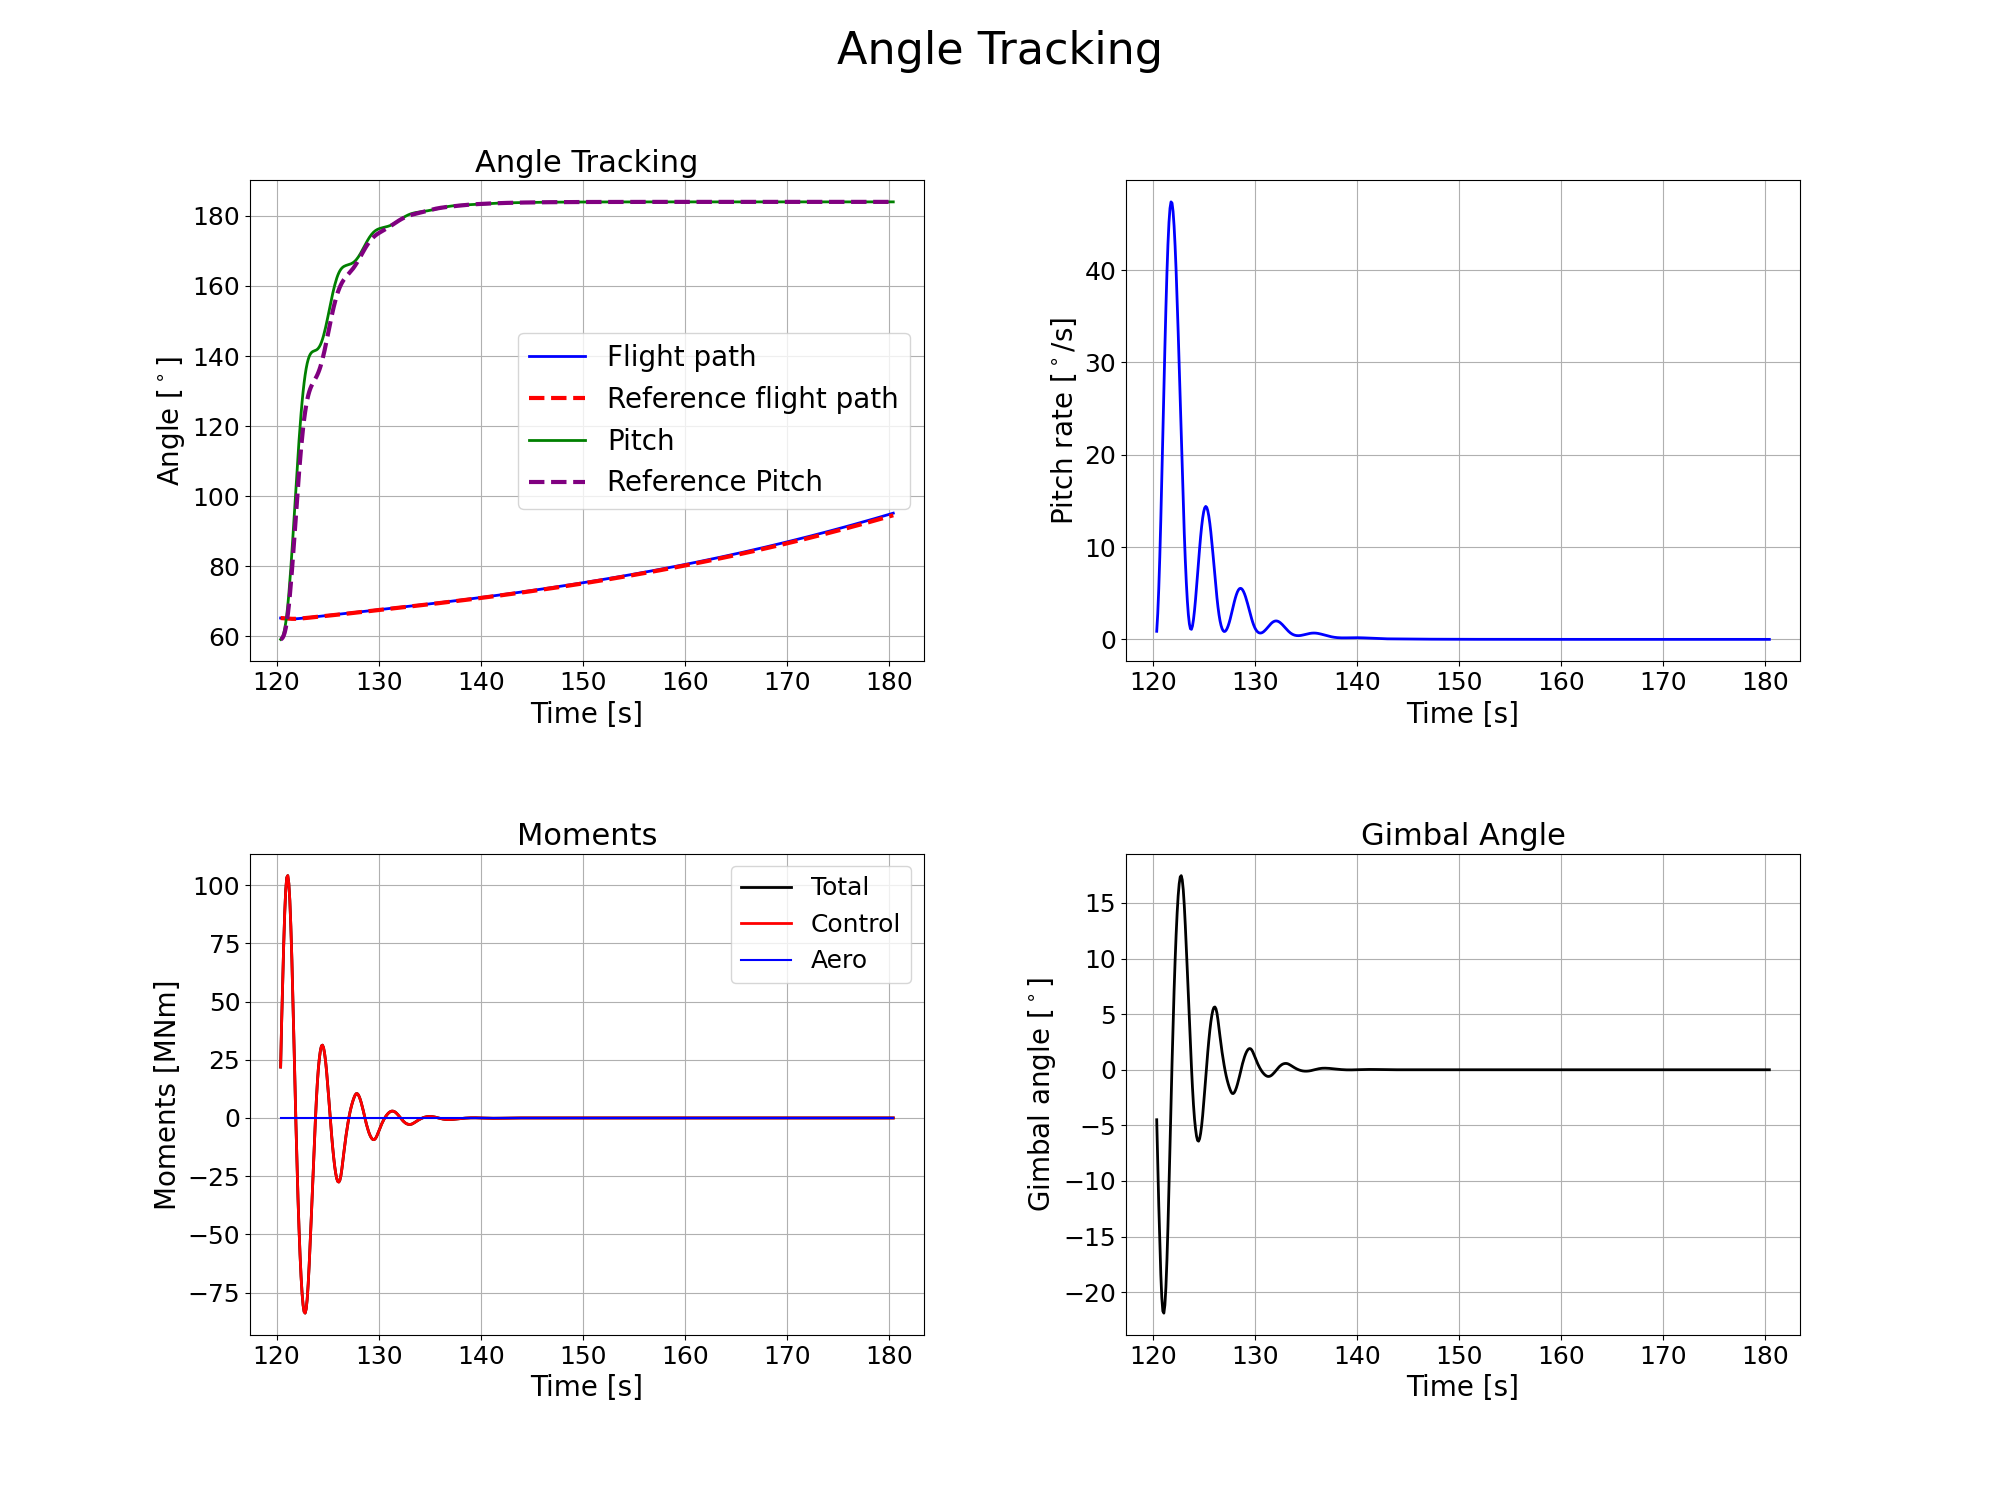 Angle Tracking
Angle Tracking
Angle [°]
180
160
140
120
100
80
60
Flight path
Reference flight path
Pitch
Reference Pitch
120 130 140 150 160 170 180
Time [s]
Pitch rate [°/s]
40
30
20
10
0
120 130 140 150 160 170 180
Time [s]
Moments
Moments [MNm]
100
75
50
25
0
−25
−50
−75
Total
Control
Aero
120 130 140 150 160 170 180
Time [s]
Gimbal Angle
Gimbal angle [°]
15
10
5
0
−5
−10
−15
−20
120 130 140 150 160 170 180
Time [s]